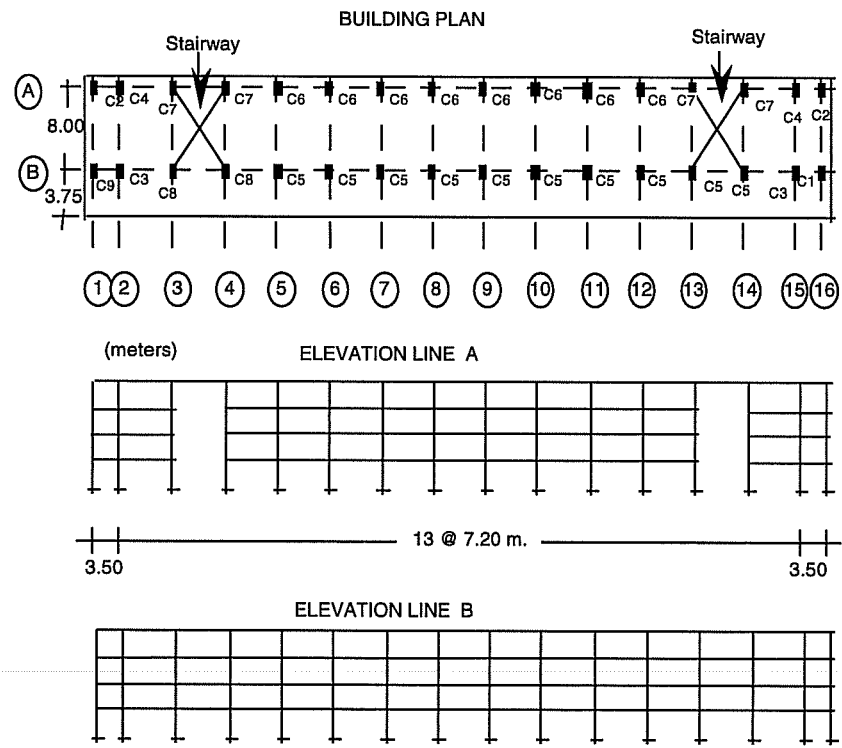 BUILDING PLAN
Stairway Stairway
A C2 C4 C7 C7 C6 C6 C6 C6 C6 C6 C6 C6 C7 C7 C4 C2
8.00
B C9 C3 C8 C8 C5 C5 C5 C5 C5 C5 C5 C5 C5 C5 C3 C1
3.75
1 2 3 4 5 6 7 8 9 10 11 12 13 14 15 16
(meters) ELEVATION LINE A
13 @ 7.20 m.
3.50 3.50
ELEVATION LINE B